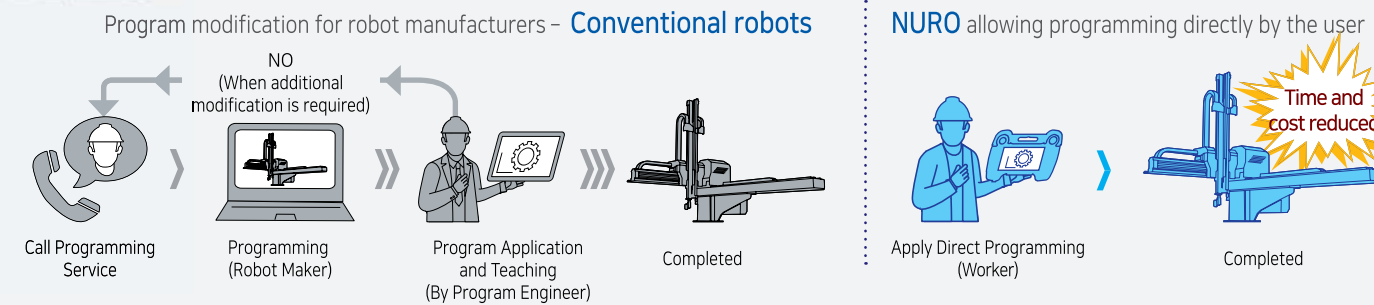 Program modification for robot manufacturers – Conventional robots
NO
(When additional
modification is required)
Call Programming
Service
Programming
(Robot Maker)
Program Application
and Teaching
(By Program Engineer)
Completed
NURO allowing programming directly by the user
Time and
cost reduced
Apply Direct Programming
(Worker)
Completed